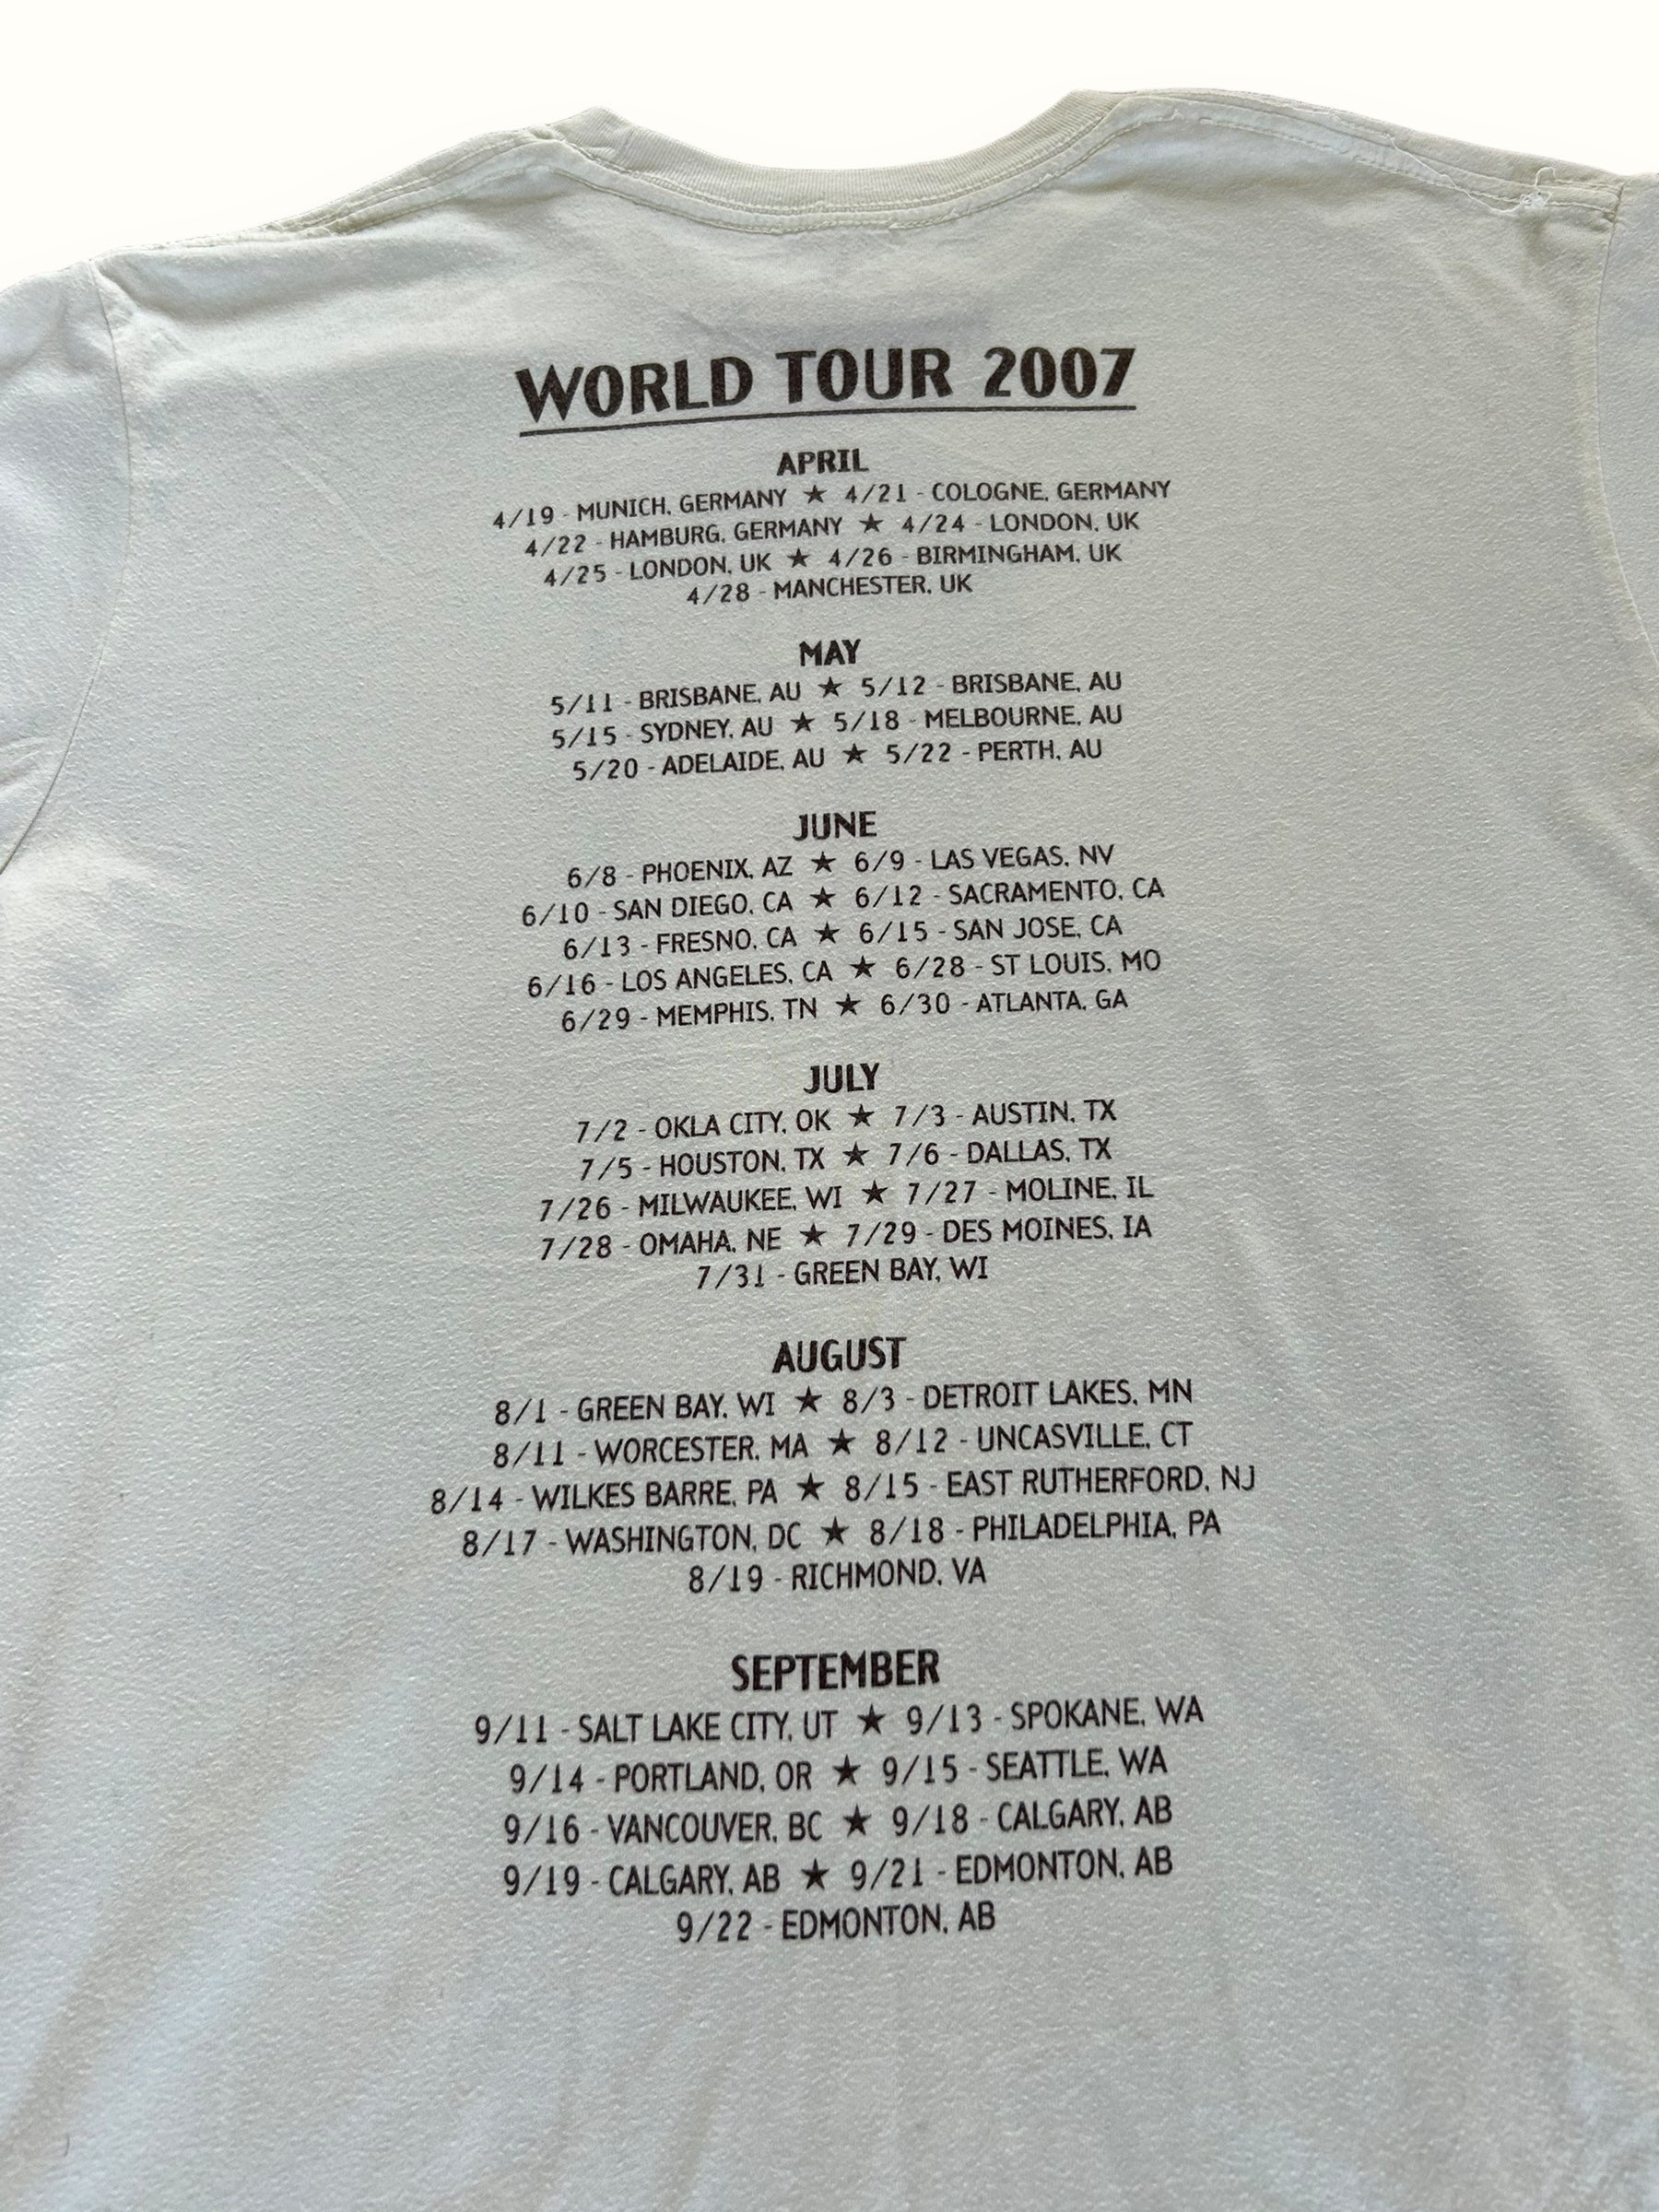 WORLD TOUR 2007
APRIL
4/19 - MUNICH, GERMANY ★ 4/21 - COLOGNE, GERMANY
4/22 - HAMBURG, GERMANY ★ 4/24 - LONDON, UK
4/25 - LONDON, UK ★ 4/26 - BIRMINGHAM, UK
4/28 - MANCHESTER, UK
MAY
5/11 - BRISBANE, AU ★ 5/12 - BRISBANE, AU
5/15 - SYDNEY, AU ★ 5/18 - MELBOURNE, AU
5/20 - ADELAIDE, AU ★ 5/22 - PERTH, AU
JUNE
6/8 - PHOENIX, AZ ★ 6/9 - LAS VEGAS, NV
6/10 - SAN DIEGO, CA ★ 6/12 - SACRAMENTO, CA
6/13 - FRESNO, CA ★ 6/15 - SAN JOSE, CA
6/16 - LOS ANGELES, CA ★ 6/28 - ST LOUIS, MO
6/29 - MEMPHIS, TN ★ 6/30 - ATLANTA, GA
JULY
7/2 - OKLA CITY, OK ★ 7/3 - AUSTIN, TX
7/5 - HOUSTON, TX ★ 7/6 - DALLAS, TX
7/26 - MILWAUKEE, WI ★ 7/27 - MOLINE, IL
7/28 - OMAHA, NE ★ 7/29 - DES MOINES, IA
7/31 - GREEN BAY, WI
AUGUST
8/1 - GREEN BAY, WI ★ 8/3 - DETROIT LAKES, MN
8/11 - WORCESTER, MA ★ 8/12 - UNCASVILLE, CT
8/14 - WILKES BARRE, PA ★ 8/15 - EAST RUTHERFORD, NJ
8/17 - WASHINGTON, DC ★ 8/18 - PHILADELPHIA, PA
8/19 - RICHMOND, VA
SEPTEMBER
9/11 - SALT LAKE CITY, UT ★ 9/13 - SPOKANE, WA
9/14 - PORTLAND, OR ★ 9/15 - SEATTLE, WA
9/16 - VANCOUVER, BC ★ 9/18 - CALGARY, AB
9/19 - CALGARY, AB ★ 9/21 - EDMONTON, AB
9/22 - EDMONTON, AB